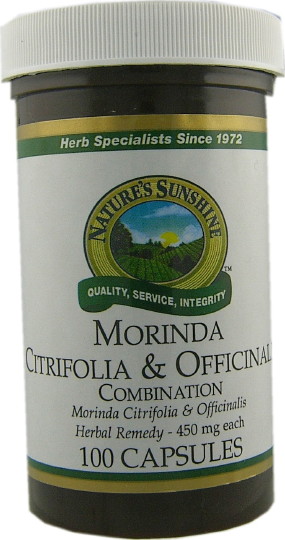 Herb Specialists Since 1972
NATURE'S SUNSHINE
™
QUALITY, SERVICE, INTEGRITY
MORINDA
CITRIFOLIA & OFFICINAL
COMBINATION
Morinda Citrifolia & Officinalis
Herbal Remedy - 450 mg each
100 CAPSULES